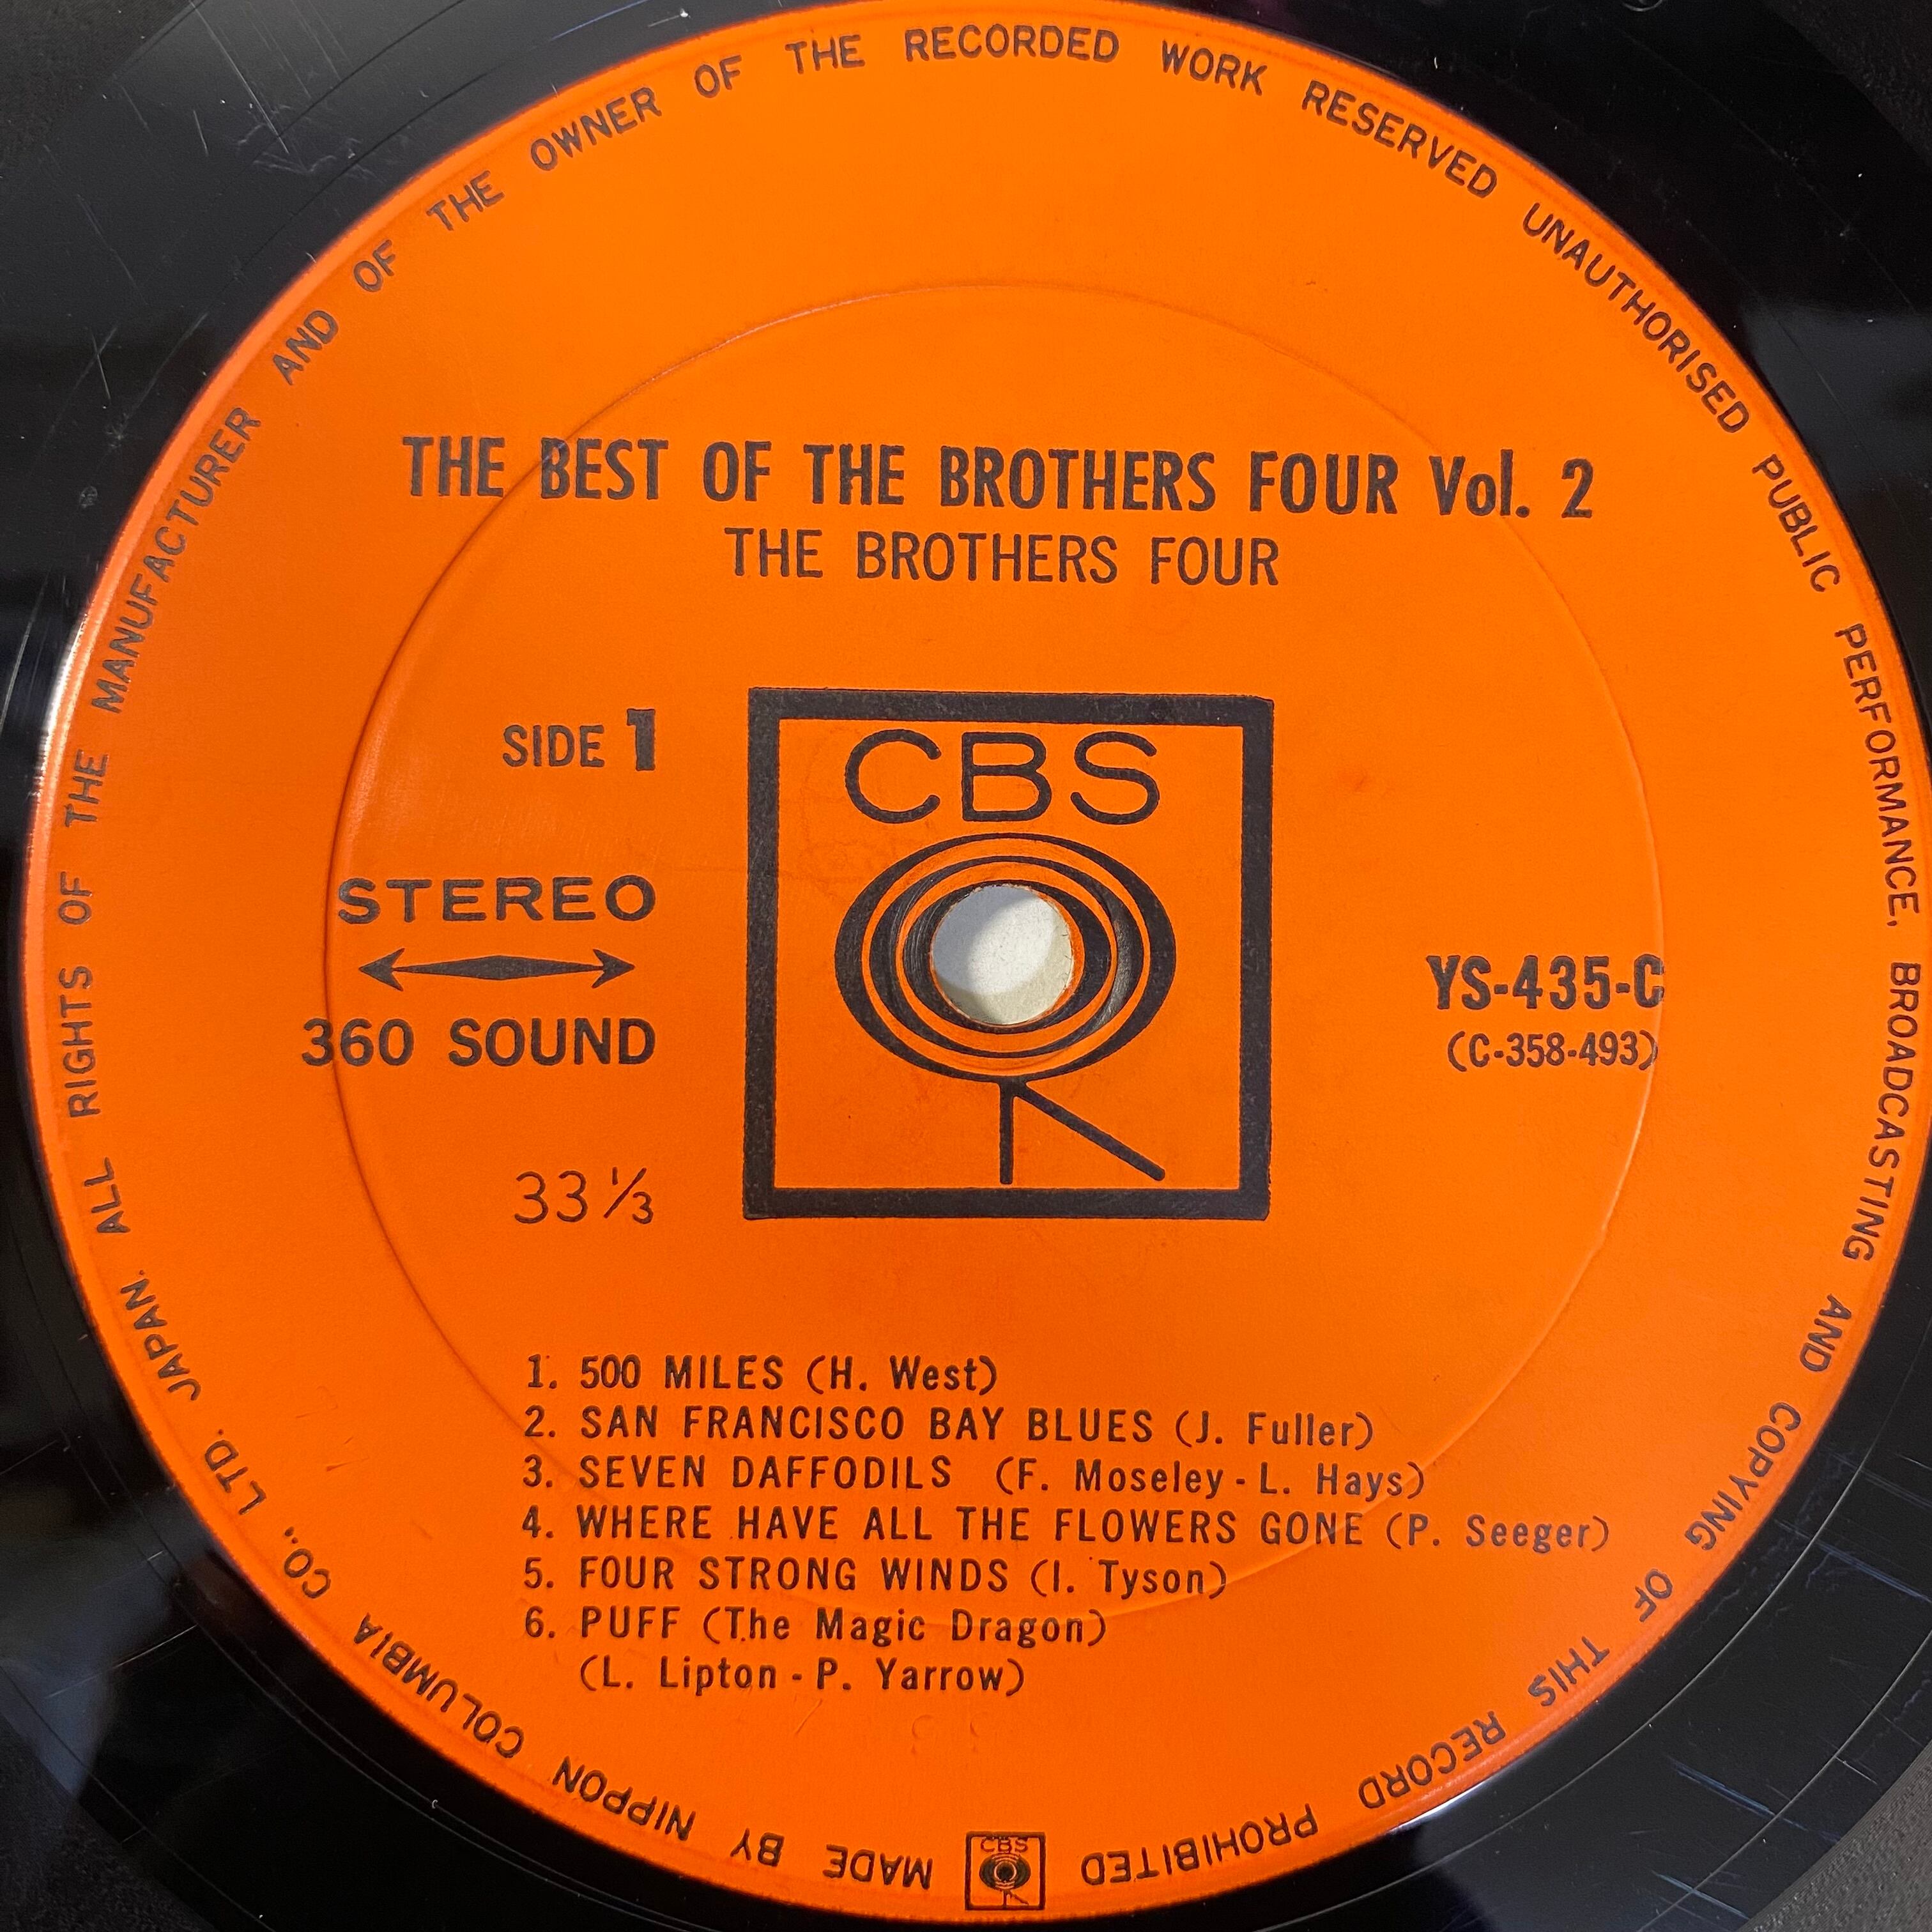 THE BEST OF THE BROTHERS FOUR Vol. 2
THE BROTHERS FOUR
SIDE 1
CBS
STEREO
360 SOUND
YS-435-C
(C-358-493)
33 1/3
1. 500 MILES (H. West)
2. SAN FRANCISCO BAY BLUES (J. Fuller)
3. SEVEN DAFFODILS (F. Moseley - L. Hays)
4. WHERE HAVE ALL THE FLOWERS GONE (P. Seeger)
5. FOUR STRONG WINDS (I. Tyson)
6. PUFF (The Magic Dragon)
(L. Lipton - P. Yarrow)
MADE BY NIPPON COLUMBIA CO., LTD. JAPAN. ALL RIGHTS OF THE MANUFACTURER AND OF THE OWNER OF THE RECORDED WORK RESERVED UNAUTHORISED PUBLIC PERFORMANCE, BROADCASTING AND COPYING OF THIS RECORD PROHIBITED
CBS